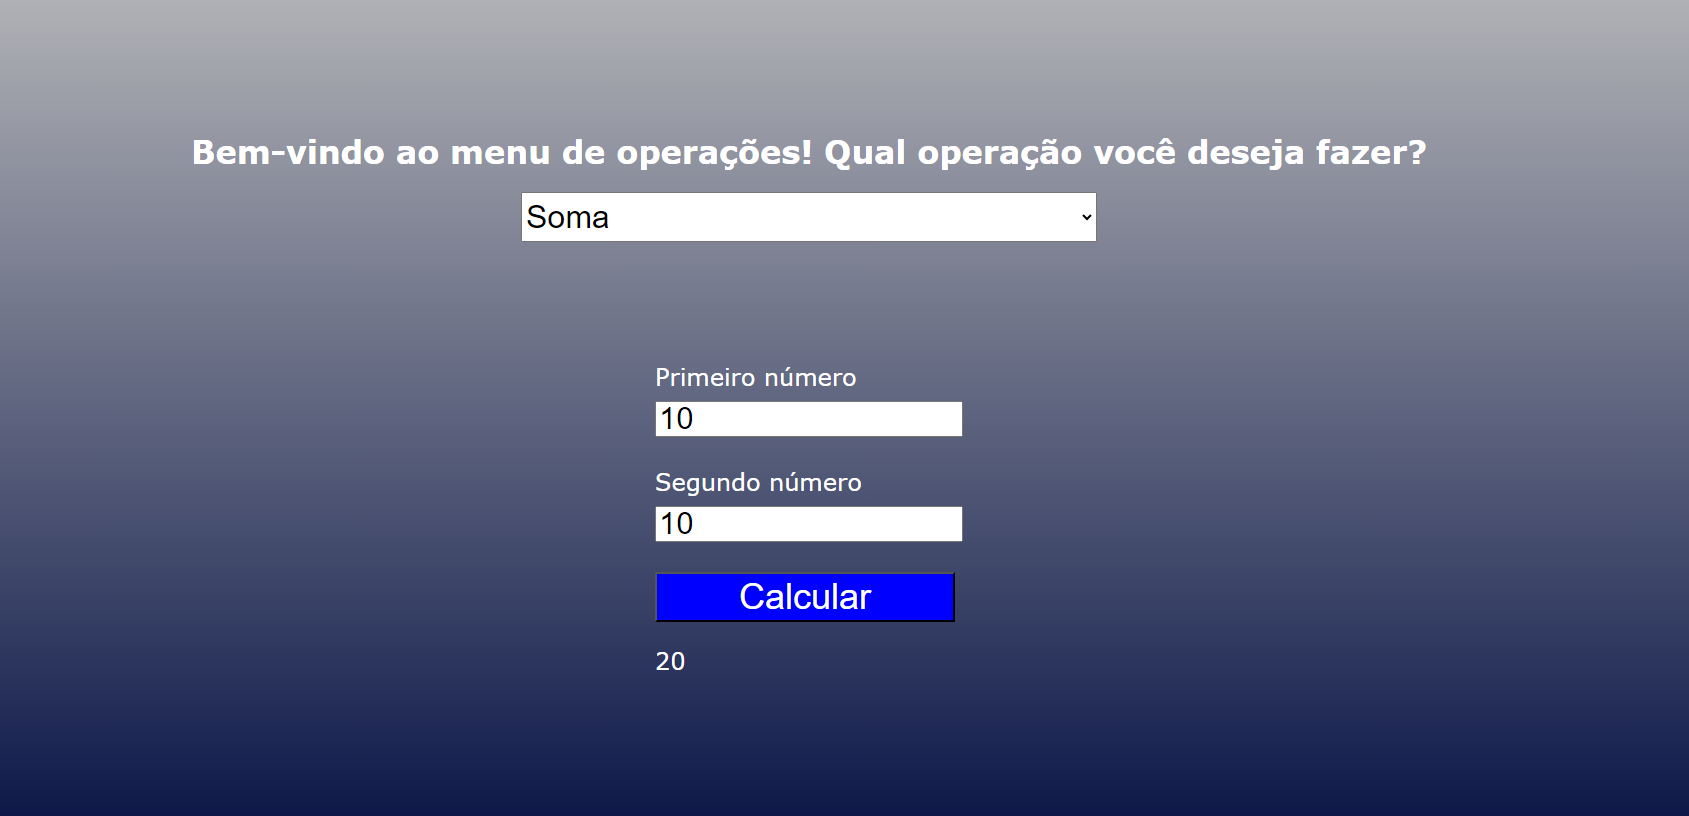 Bem-vindo ao menu de operações! Qual operação você deseja fazer?
Soma
Primeiro número
10
Segundo número
10
Calcular
20